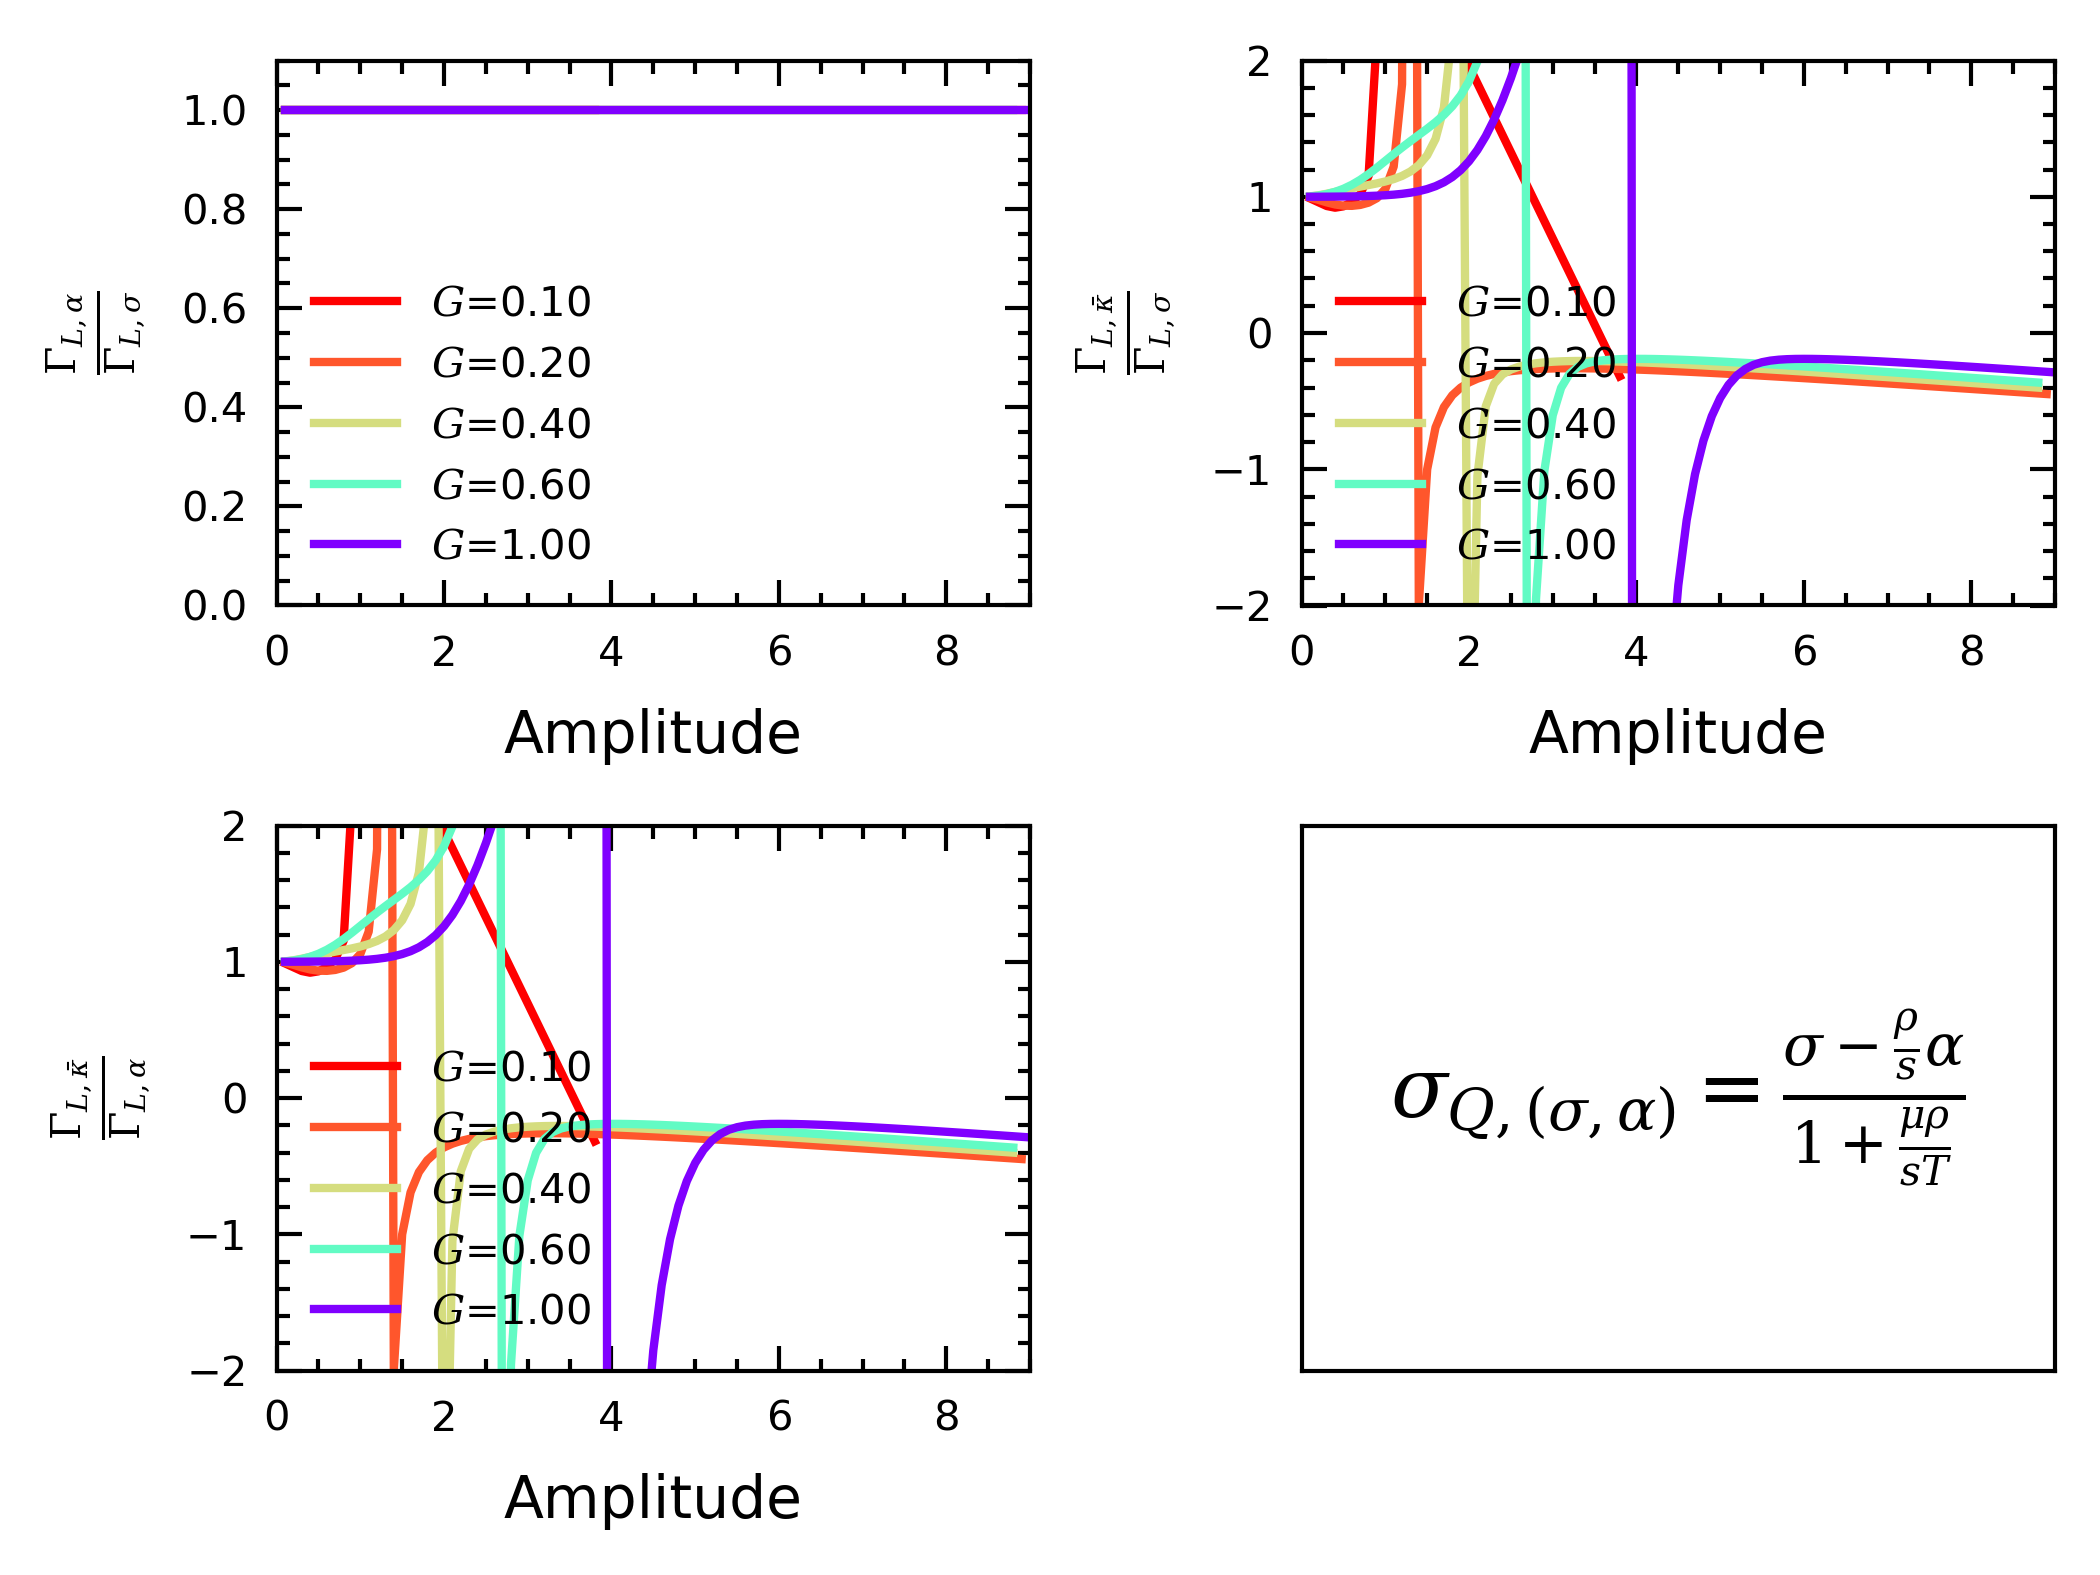 1.0
0.8
0.6
0.4
0.2
0.0
Γ_{L,α} / Γ_{L,σ}
G=0.10
G=0.20
G=0.40
G=0.60
G=1.00
0 2 4 6 8
Amplitude
2
1
0
−1
−2
Γ_{L,κ̄} / Γ_{L,σ}
G=0.10
G=0.20
G=0.40
G=0.60
G=1.00
0 2 4 6 8
Amplitude
2
1
0
−1
−2
Γ_{L,κ̄} / Γ_{L,α}
G=0.10
G=0.20
G=0.40
G=0.60
G=1.00
0 2 4 6 8
Amplitude
σ_{Q,(σ,α)} = (σ − (ρ/s)α) / (1 + μρ/(sT))